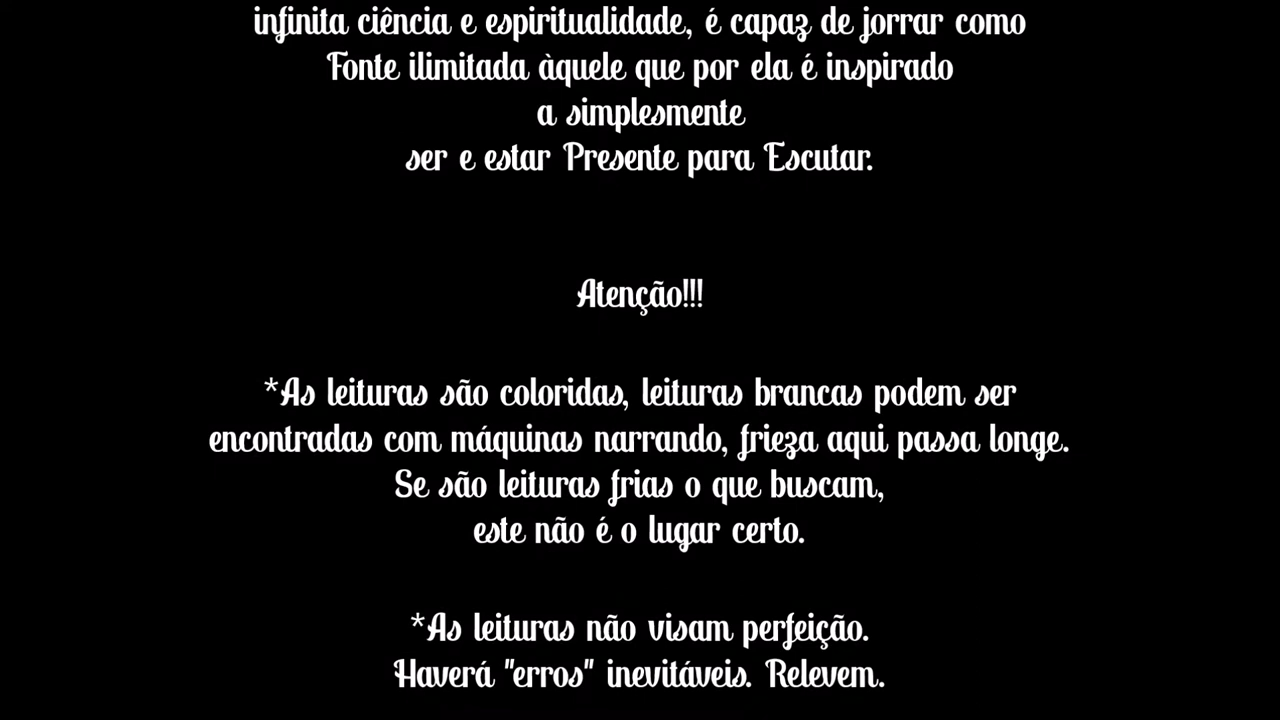 infinita ciência e espiritualidade, é capaz de jorrar como
Fonte ilimitada àquele que por ela é inspirado
a simplesmente
ser e estar Presente para Escutar.
Atenção!!!
*As leituras são coloridas, leituras brancas podem ser
encontradas com máquinas narrando, frieza aqui passa longe.
Se são leituras frias o que buscam,
este não é o lugar certo.
*As leituras não visam perfeição.
Haverá "erros" inevitáveis. Relevem.